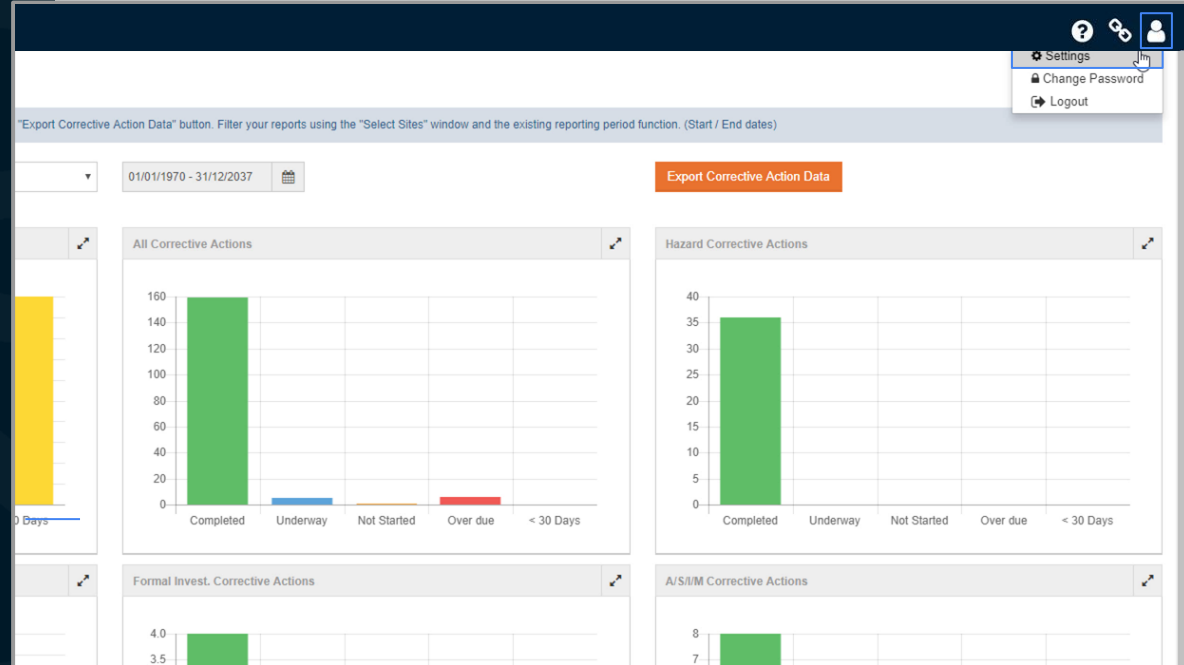 Settings
Change Password
Logout
"Export Corrective Action Data" button. Filter your reports using the "Select Sites" window and the existing reporting period function. (Start / End dates)
01/01/1970 - 31/12/2037
Export Corrective Action Data
All Corrective Actions
Hazard Corrective Actions
160
140
120
100
80
60
40
20
0
0 Days
Completed Underway Not Started Over due < 30 Days
40
35
30
25
20
15
10
5
0
Completed Underway Not Started Over due < 30 Days
Formal Invest. Corrective Actions
A/S/I/M Corrective Actions
4.0
3.5
8
7